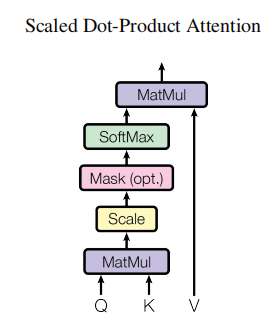 Scaled Dot-Product Attention
MatMul
SoftMax
Mask (opt.)
Scale
MatMul
Q K V